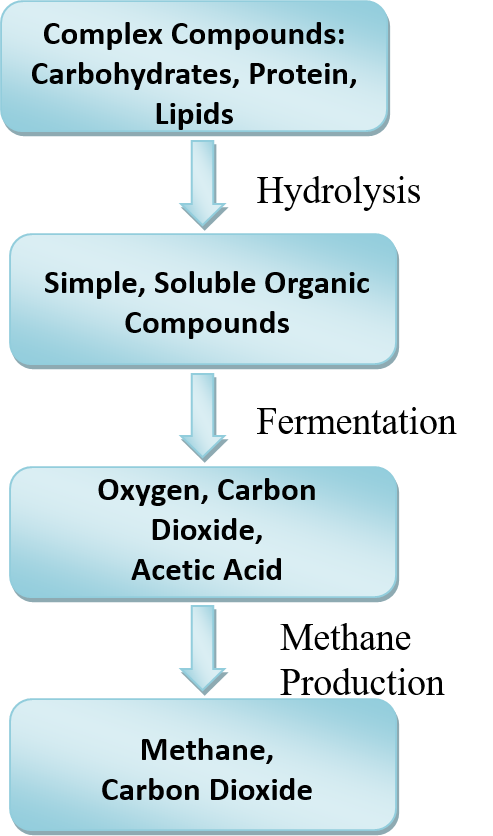 Complex Compounds:
Carbohydrates, Protein,
Lipids
Hydrolysis
Simple, Soluble Organic
Compounds
Fermentation
Oxygen, Carbon
Dioxide,
Acetic Acid
Methane
Production
Methane,
Carbon Dioxide